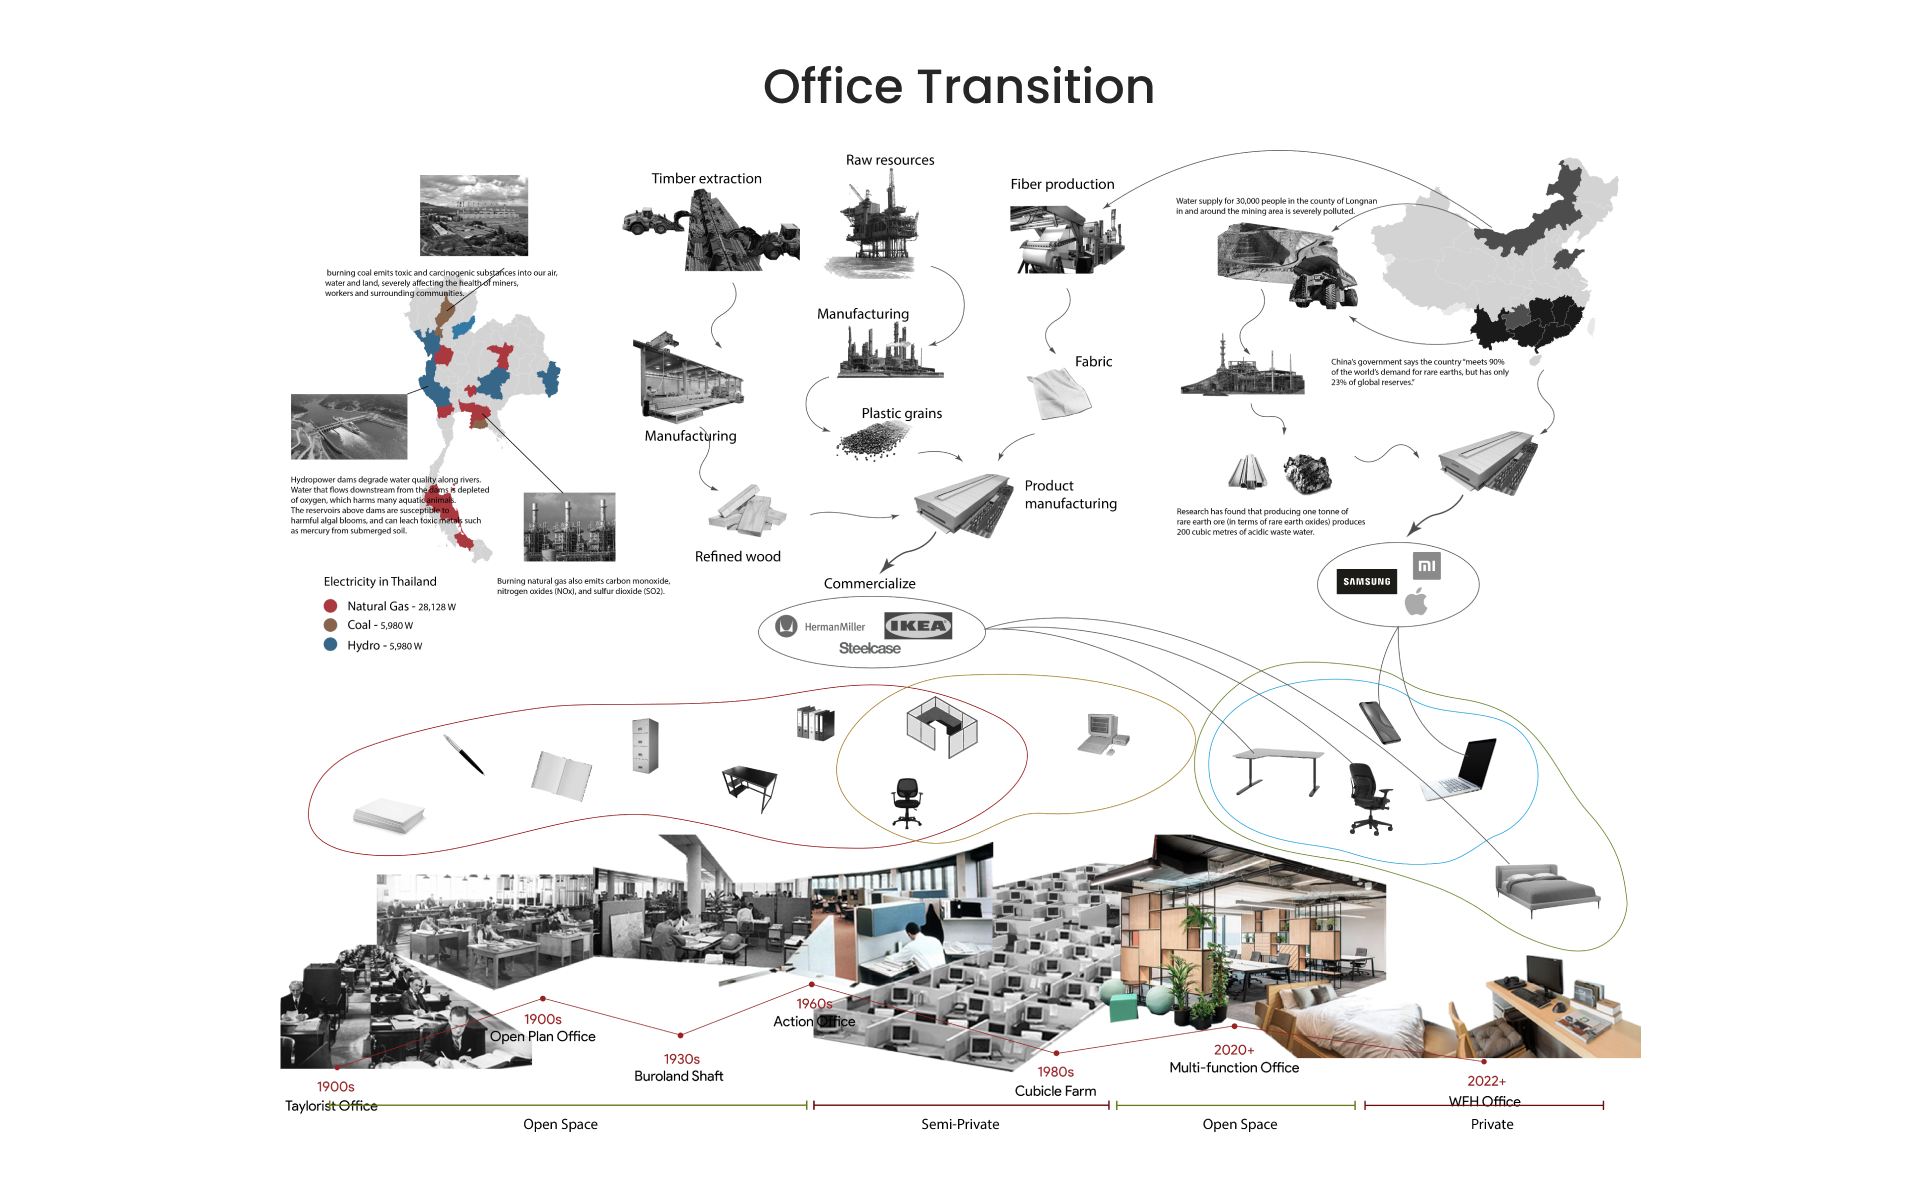 Office Transition
burning coal emits toxic and carcinogenic substances into our air,
water and land, severely affecting the health of miners,
workers and surrounding communities.
Hydropower dams degrade water quality along rivers.
Water that flows downstream from the dams is depleted
of oxygen, which harms many aquatic animals.
The reservoirs above dams are susceptible to
harmful algal blooms, and can leach toxic metals such
as mercury from submerged soil.
Burning natural gas also emits carbon monoxide,
nitrogen oxides (NOx), and sulfur dioxide (SO2).
Electricity in Thailand
Natural Gas - 28,128 W
Coal - 5,980 W
Hydro - 5,980 W
Timber extraction
Manufacturing
Refined wood
Raw resources
Manufacturing
Plastic grains
Fiber production
Fabric
Product
manufacturing
Commercialize
HermanMiller
IKEA
Steelcase
Water supply for 30,000 people in the county of Longnan
in and around the mining area is severely polluted.
China's government says the country "meets 90%
of the world's demand for rare earths, but has only
23% of global reserves."
Research has found that producing one tonne of
rare earth ore (in terms of rare earth oxides) produces
200 cubic metres of acidic waste water.
SAMSUNG
MI
1900s
Taylorist Office
1900s
Open Plan Office
1930s
Buroland Shaft
1960s
Action Office
1980s
Cubicle Farm
2020+
Multi-function Office
2022+
WFH Office
Open Space
Semi-Private
Open Space
Private